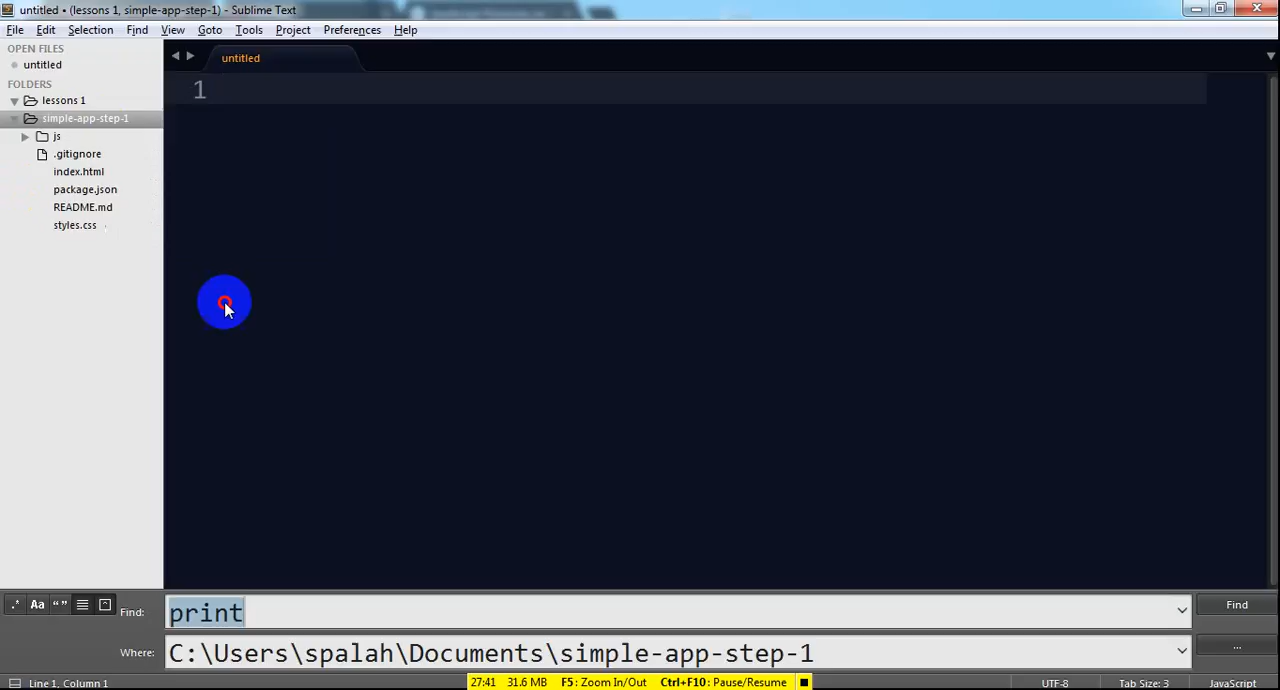 untitled • (lessons 1, simple-app-step-1) - Sublime Text
File Edit Selection Find View Goto Tools Project Preferences Help
OPEN FILES
untitled
untitled
FOLDERS
1
lessons 1
simple-app-step-1
js
.gitignore
index.html
package.json
README.md
styles.css
.* Aa “ ” Find: print Find
Where: C:\Users\spalah\Documents\simple-app-step-1 ...
Line 1, Column 1 27:41 31.6 MB F5: Zoom In/Out Ctrl+F10: Pause/Resume UTF-8 Tab Size: 3 JavaScript